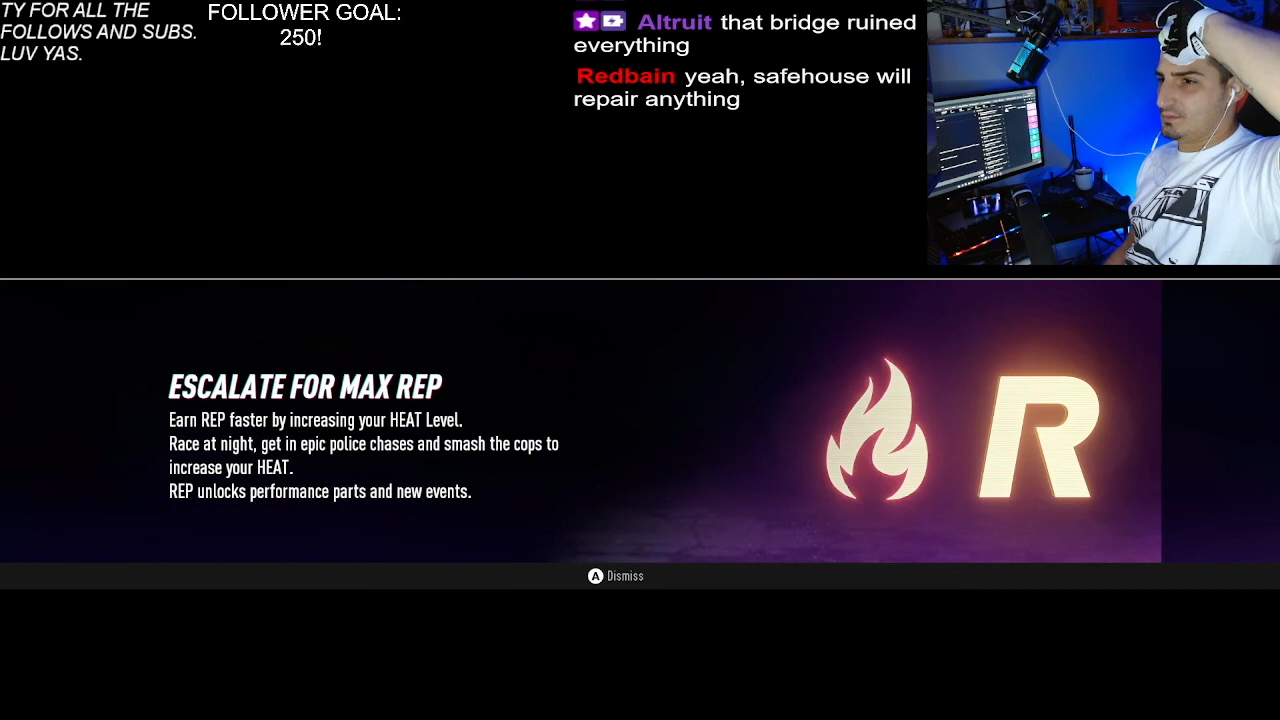 TY FOR ALL THE
FOLLOWS AND SUBS.
LUV YAS.
FOLLOWER GOAL:
250!
Altruit that bridge ruined
everything
Redbain yeah, safehouse will
repair anything
ESCALATE FOR MAX REP
Earn REP faster by increasing your HEAT Level.
Race at night, get in epic police chases and smash the cops to
increase your HEAT.
REP unlocks performance parts and new events.
R
A Dismiss